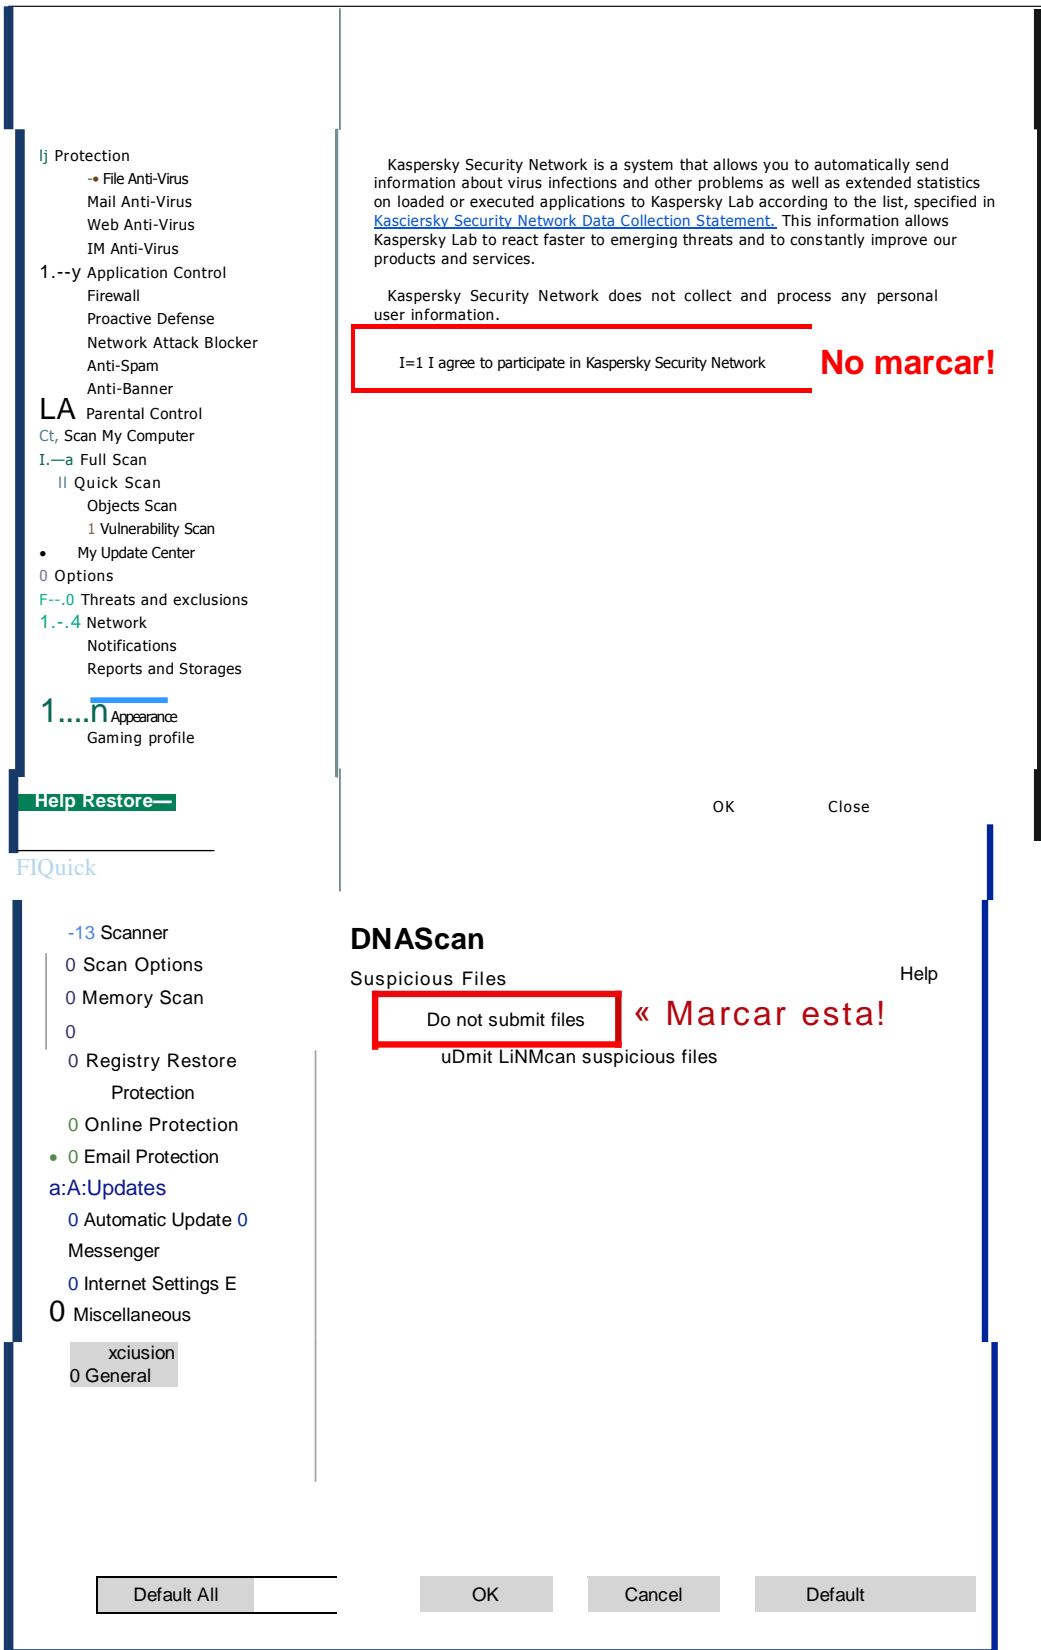 lj Protection
-• File Anti-Virus
Mail Anti-Virus
Web Anti-Virus
IM Anti-Virus
1.--y Application Control
Firewall
Proactive Defense
Network Attack Blocker
Anti-Spam
Anti-Banner
LA Parental Control
Ct, Scan My Computer
I.—a Full Scan
ll Quick Scan
Objects Scan
1 Vulnerability Scan
• My Update Center
0 Options
F--.0 Threats and exclusions
1.-.4 Network
Notifications
Reports and Storages
1....n Appearance
Gaming profile
Kaspersky Security Network is a system that allows you to automatically send
information about virus infections and other problems as well as extended statistics
on loaded or executed applications to Kaspersky Lab according to the list, specified in
Kasciersky Security Network Data Collection Statement. This information allows
Kaspersky Lab to react faster to emerging threats and to constantly improve our
products and services.
Kaspersky Security Network does not collect and process any personal
user information.
I=1 I agree to participate in Kaspersky Security Network
No marcar!
Help Restore—
OK Close
FIQuick
-13 Scanner
0 Scan Options
0 Memory Scan
0
0 Registry Restore
Protection
0 Online Protection
• 0 Email Protection
a:A:Updates
0 Automatic Update 0
Messenger
0 Internet Settings E
0 Miscellaneous
xciusion
0 General
DNAScan
Suspicious Files
Help
Do not submit files
« Marcar esta!
uDmit LiNMcan suspicious files
Default All
OK
Cancel
Default